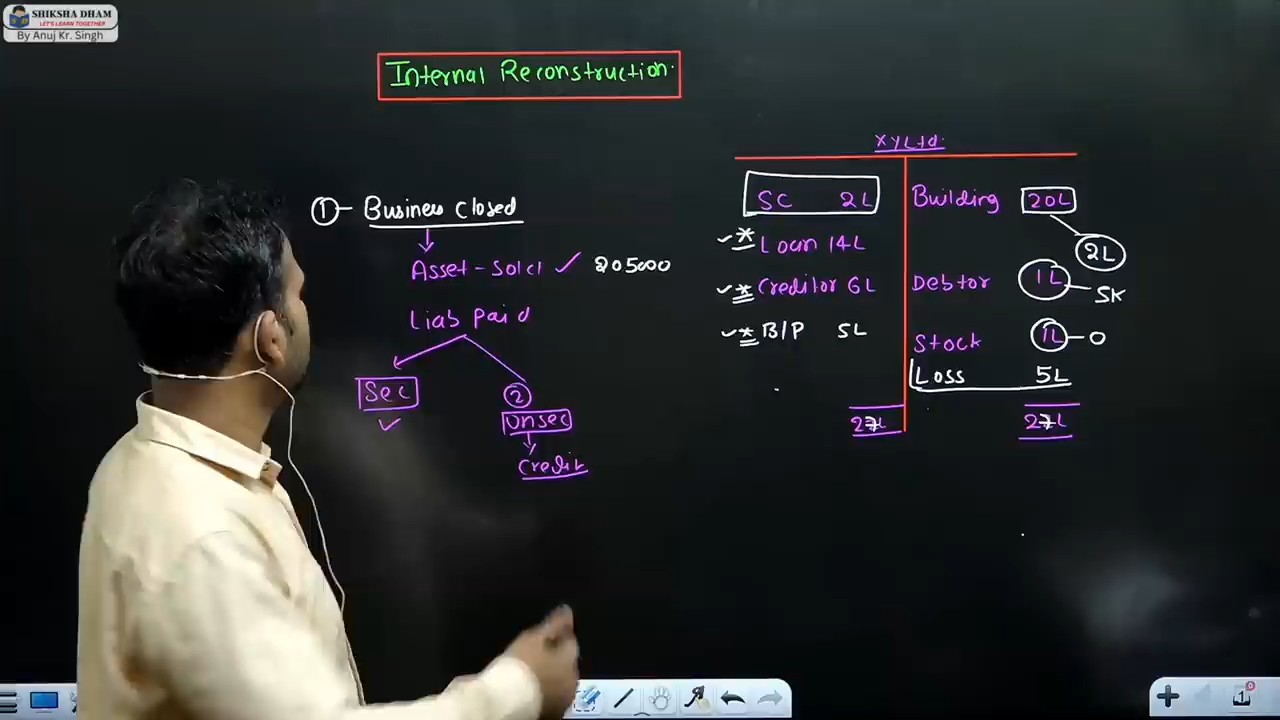 SHIKSHA DHAM
LET'S LEARN TOGETHER
By Anuj Kr. Singh
Internal Reconstruction
① - Business closed
Asset - Sold ✓ 205000
Liab paid
Sec
✓
②
Unsec
Credit
XY Ltd.
SC 2L
Loan 14L
Creditor 6L
B/P 5L
27L
Building 20L
2L
Debtor 1L - 5K
Stock 1L - 0
Loss 5L
27L
1